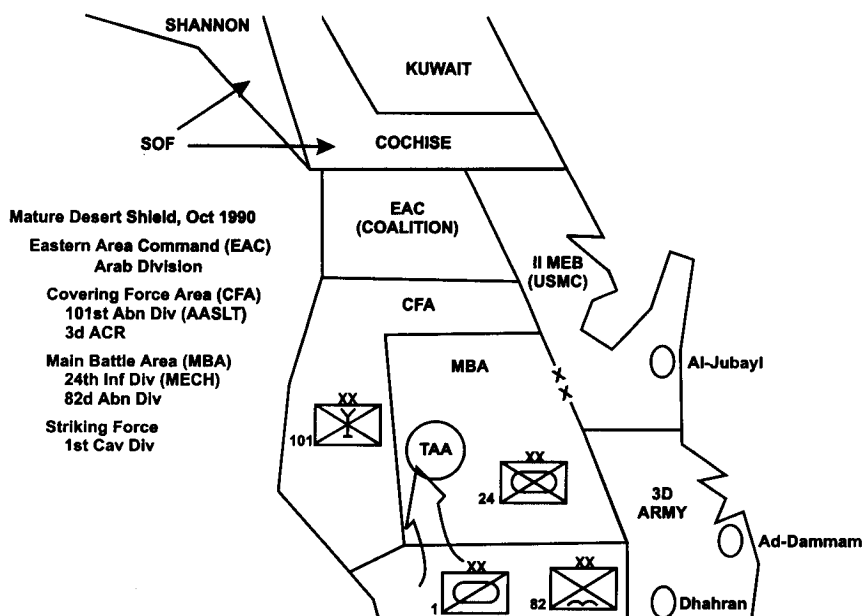 SHANNON
KUWAIT
SOF
COCHISE
Mature Desert Shield, Oct 1990
Eastern Area Command (EAC)
Arab Division
Covering Force Area (CFA)
101st Abn Div (AASLT)
3d ACR
Main Battle Area (MBA)
24th Inf Div (MECH)
82d Abn Div
Striking Force
1st Cav Div
EAC
(COALITION)
II MEB
(USMC)
CFA
MBA
XX
Al-Jubayl
XX
101
TAA
XX
24
3D
ARMY
Ad-Dammam
XX
1
XX
82
Dhahran